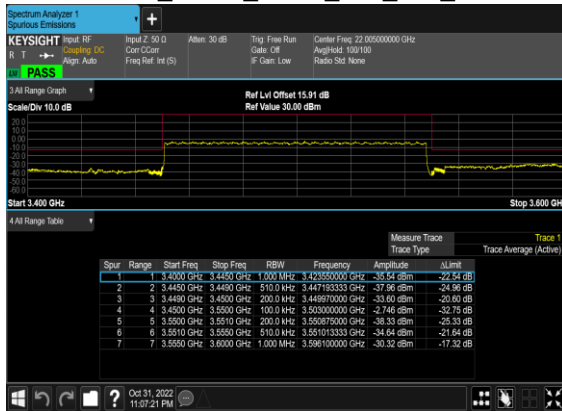 Spectrum Analyzer 1
Spurious Emissions
KEYSIGHT Input: RF Input Z: 50 Ω Atten: 30 dB Trig: Free Run Center Freq: 22.005000000 GHz
R T Coupling: DC Corr CCorr Gate: Off Avg|Hold: 100/100
Align: Auto Freq Ref: Int (S) IF Gain: Low Radio Std: None
PASS
3 All Range Graph
Ref Lvl Offset 15.91 dB
Scale/Div 10.0 dB Ref Value 30.00 dBm
20.0
10.0
0.00
-10.0
-20.0
-30.0
-40.0
-50.0
-60.0
Start 3.400 GHz Stop 3.600 GH
4 All Range Table
Measure Trace Trace 1
Trace Type Trace Average (Active)
Spur Range Start Freq Stop Freq RBW Frequency Amplitude ΔLimit
1 1 3.4000 GHz 3.4450 GHz 1.000 MHz 3.423550000 GHz -35.54 dBm -22.54 dB
2 2 3.4450 GHz 3.4490 GHz 510.0 kHz 3.447193333 GHz -37.96 dBm -24.96 dB
3 3 3.4490 GHz 3.4500 GHz 200.0 kHz 3.449970000 GHz -33.60 dBm -20.60 dB
4 4 3.4500 GHz 3.5500 GHz 100.0 kHz 3.503000000 GHz -2.746 dBm -32.75 dB
5 5 3.5500 GHz 3.5510 GHz 200.0 kHz 3.550875000 GHz -38.33 dBm -25.33 dB
6 6 3.5510 GHz 3.5550 GHz 510.0 kHz 3.551013333 GHz -34.64 dBm -21.64 dB
7 7 3.5550 GHz 3.6000 GHz 1.000 MHz 3.596100000 GHz -30.32 dBm -17.32 dB
Oct 31, 2022
11:07:21 PM